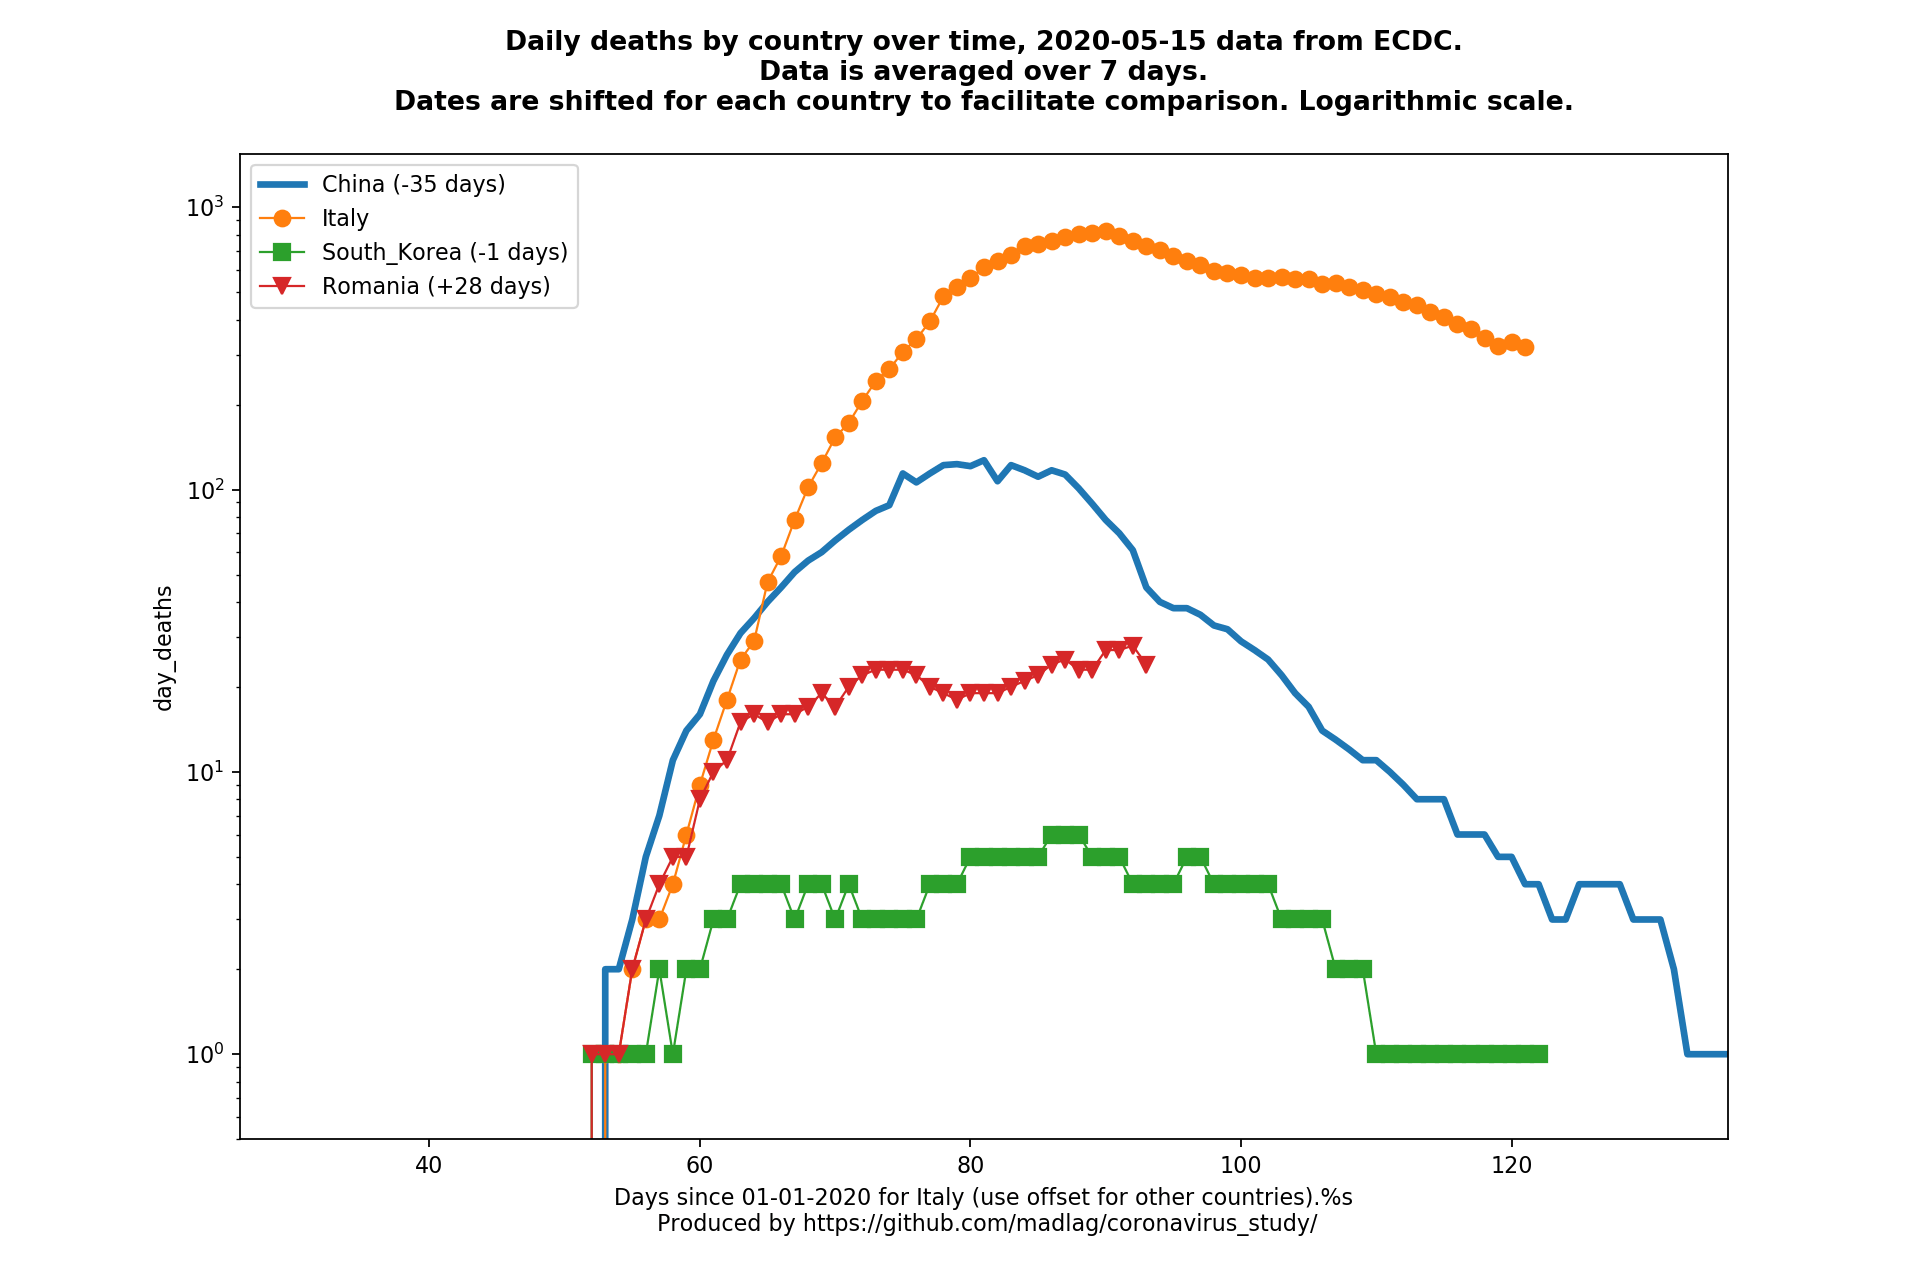 Daily deaths by country over time, 2020-05-15 data from ECDC.
Data is averaged over 7 days.
Dates are shifted for each country to facilitate comparison. Logarithmic scale.
China (-35 days)
Italy
South_Korea (-1 days)
Romania (+28 days)
10³
10²
10¹
10⁰
day_deaths
40 60 80 100 120
Days since 01-01-2020 for Italy (use offset for other countries).%s
Produced by https://github.com/madlag/coronavirus_study/